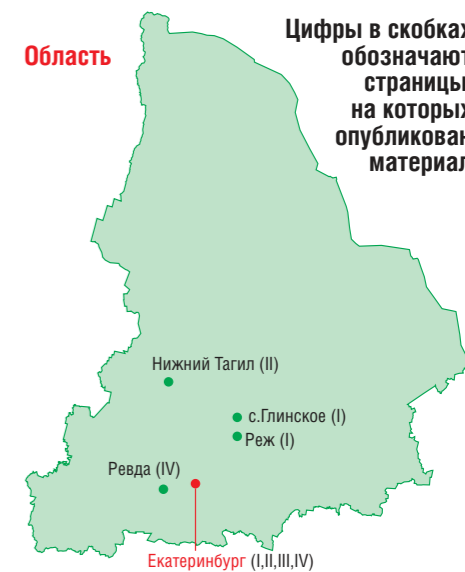 Область
Цифры в скобках
обозначают
страницы,
на которых
опубликован
материал
Нижний Тагил (II)
с.Глинское (I)
Реж (I)
Ревда (IV)
Екатеринбург (I,II,III,IV)